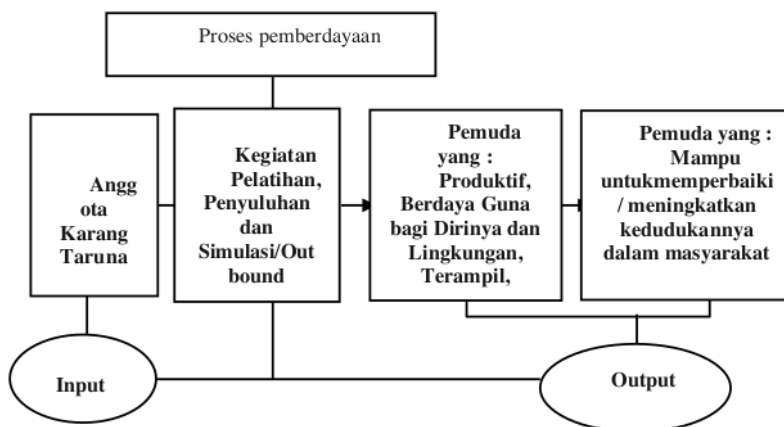 Proses pemberdayaan
Angg
ota
Karang
Taruna
Kegiatan
Pelatihan,
Penyuluhan
dan
Simulasi/Out
bound
Pemuda
yang :
Produktif,
Berdaya Guna
bagi Dirinya dan
Lingkungan,
Terampil,
Pemuda yang :
Mampu
untukmemperbaiki
/ meningkatkan
kedudukannya
dalam masyarakat
Input
Output